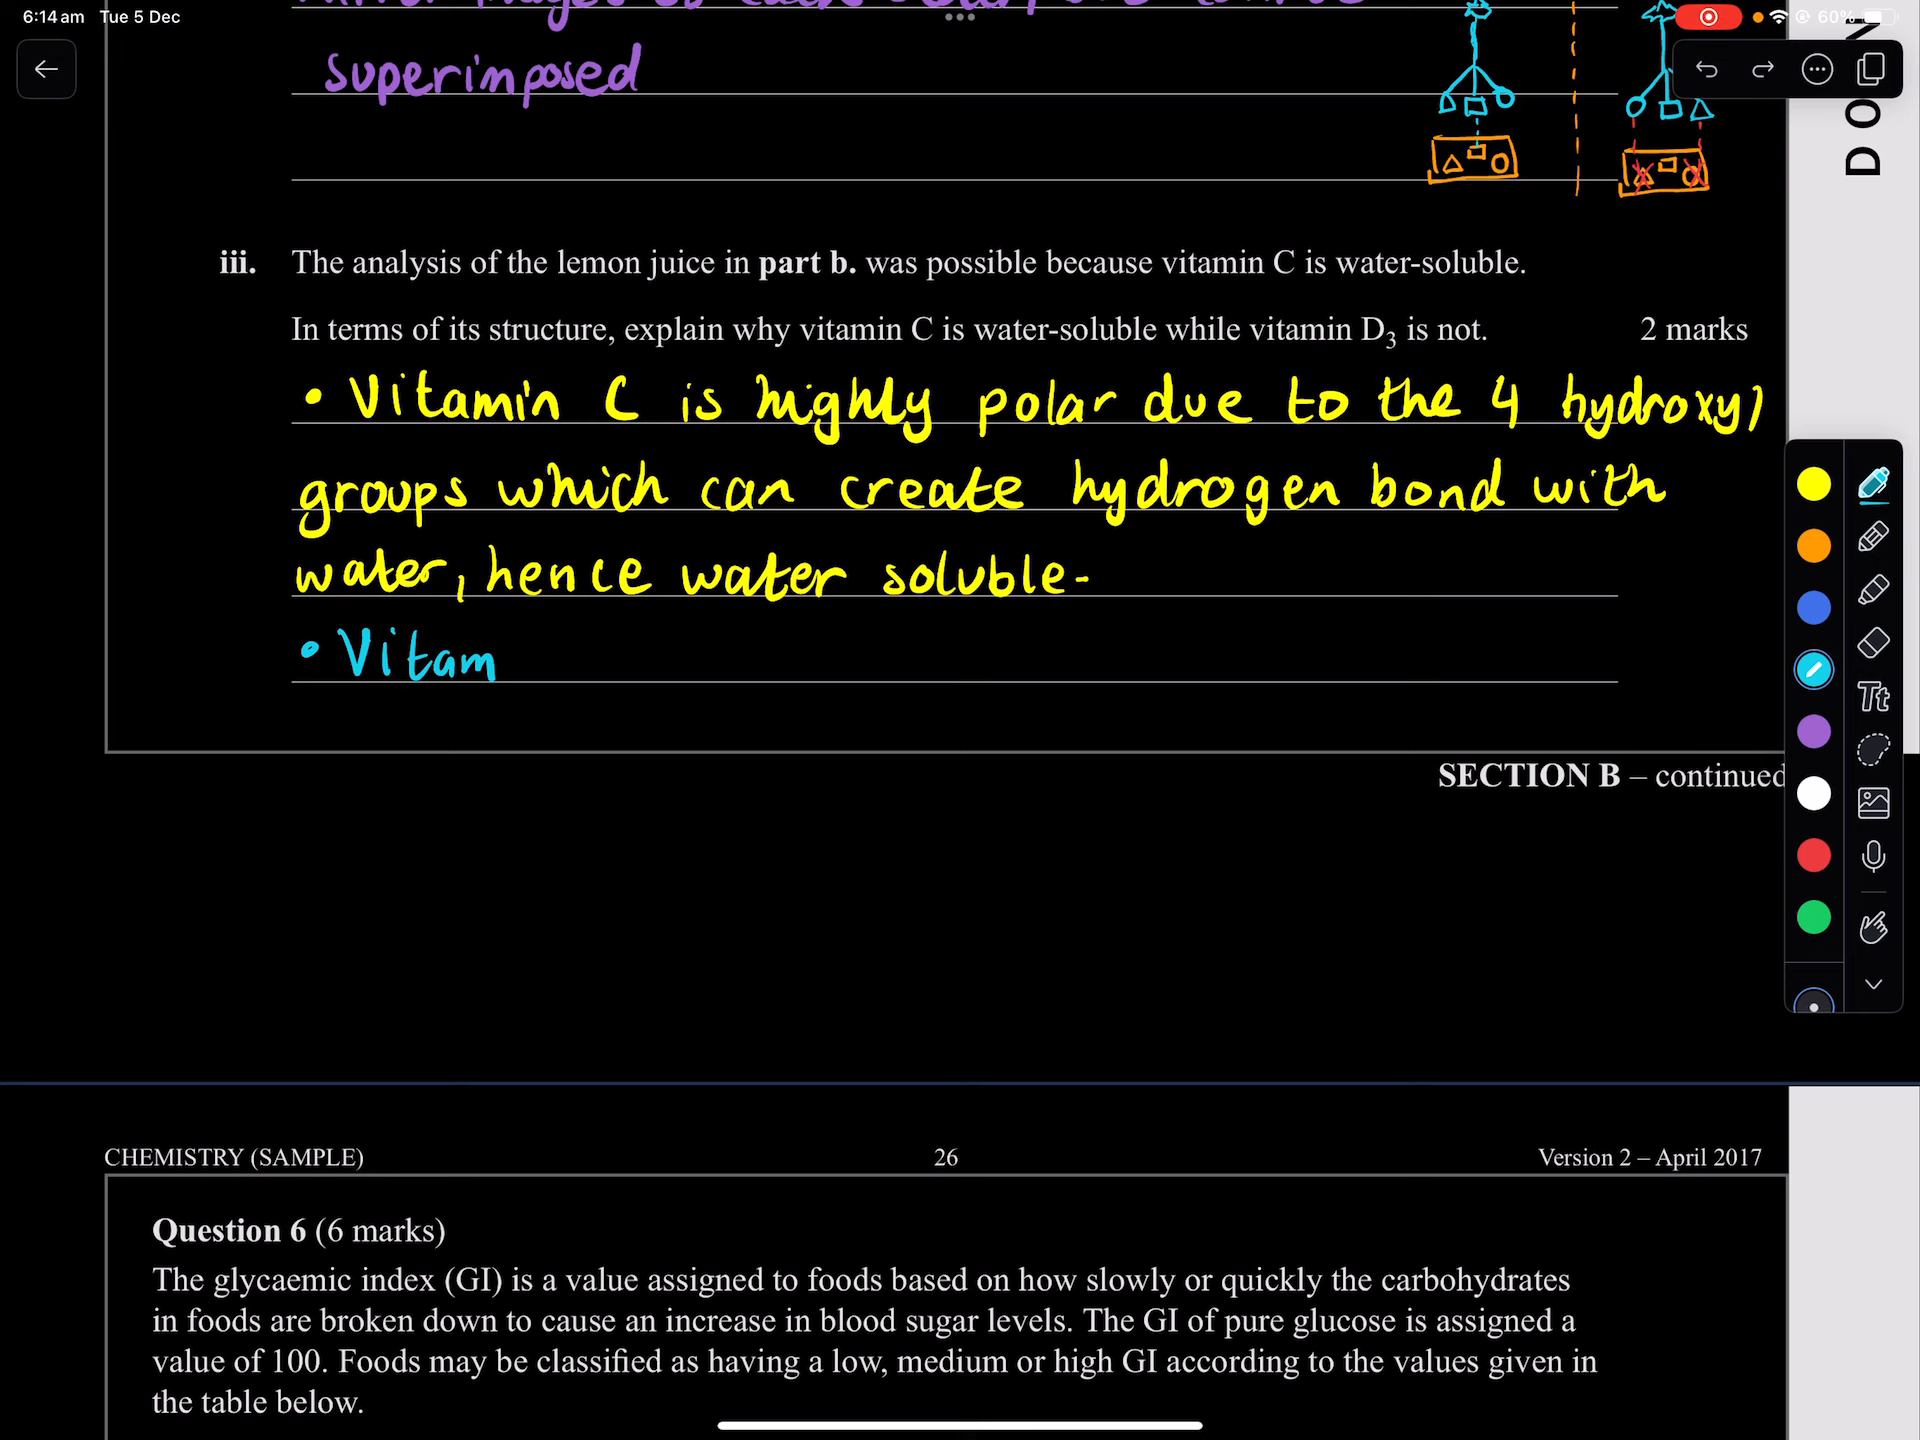 6:14 am Tue 5 Dec
60%
superimposed
iii. The analysis of the lemon juice in part b. was possible because vitamin C is water-soluble.
In terms of its structure, explain why vitamin C is water-soluble while vitamin D3 is not. 2 marks
• Vitamin C is highly polar due to the 4 hydroxyl
groups which can create hydrogen bond with
water, hence water soluble-
• Vitam
SECTION B – continued
Tt
CHEMISTRY (SAMPLE) 26 Version 2 – April 2017
Question 6 (6 marks)
The glycaemic index (GI) is a value assigned to foods based on how slowly or quickly the carbohydrates
in foods are broken down to cause an increase in blood sugar levels. The GI of pure glucose is assigned a
value of 100. Foods may be classified as having a low, medium or high GI according to the values given in
the table below.